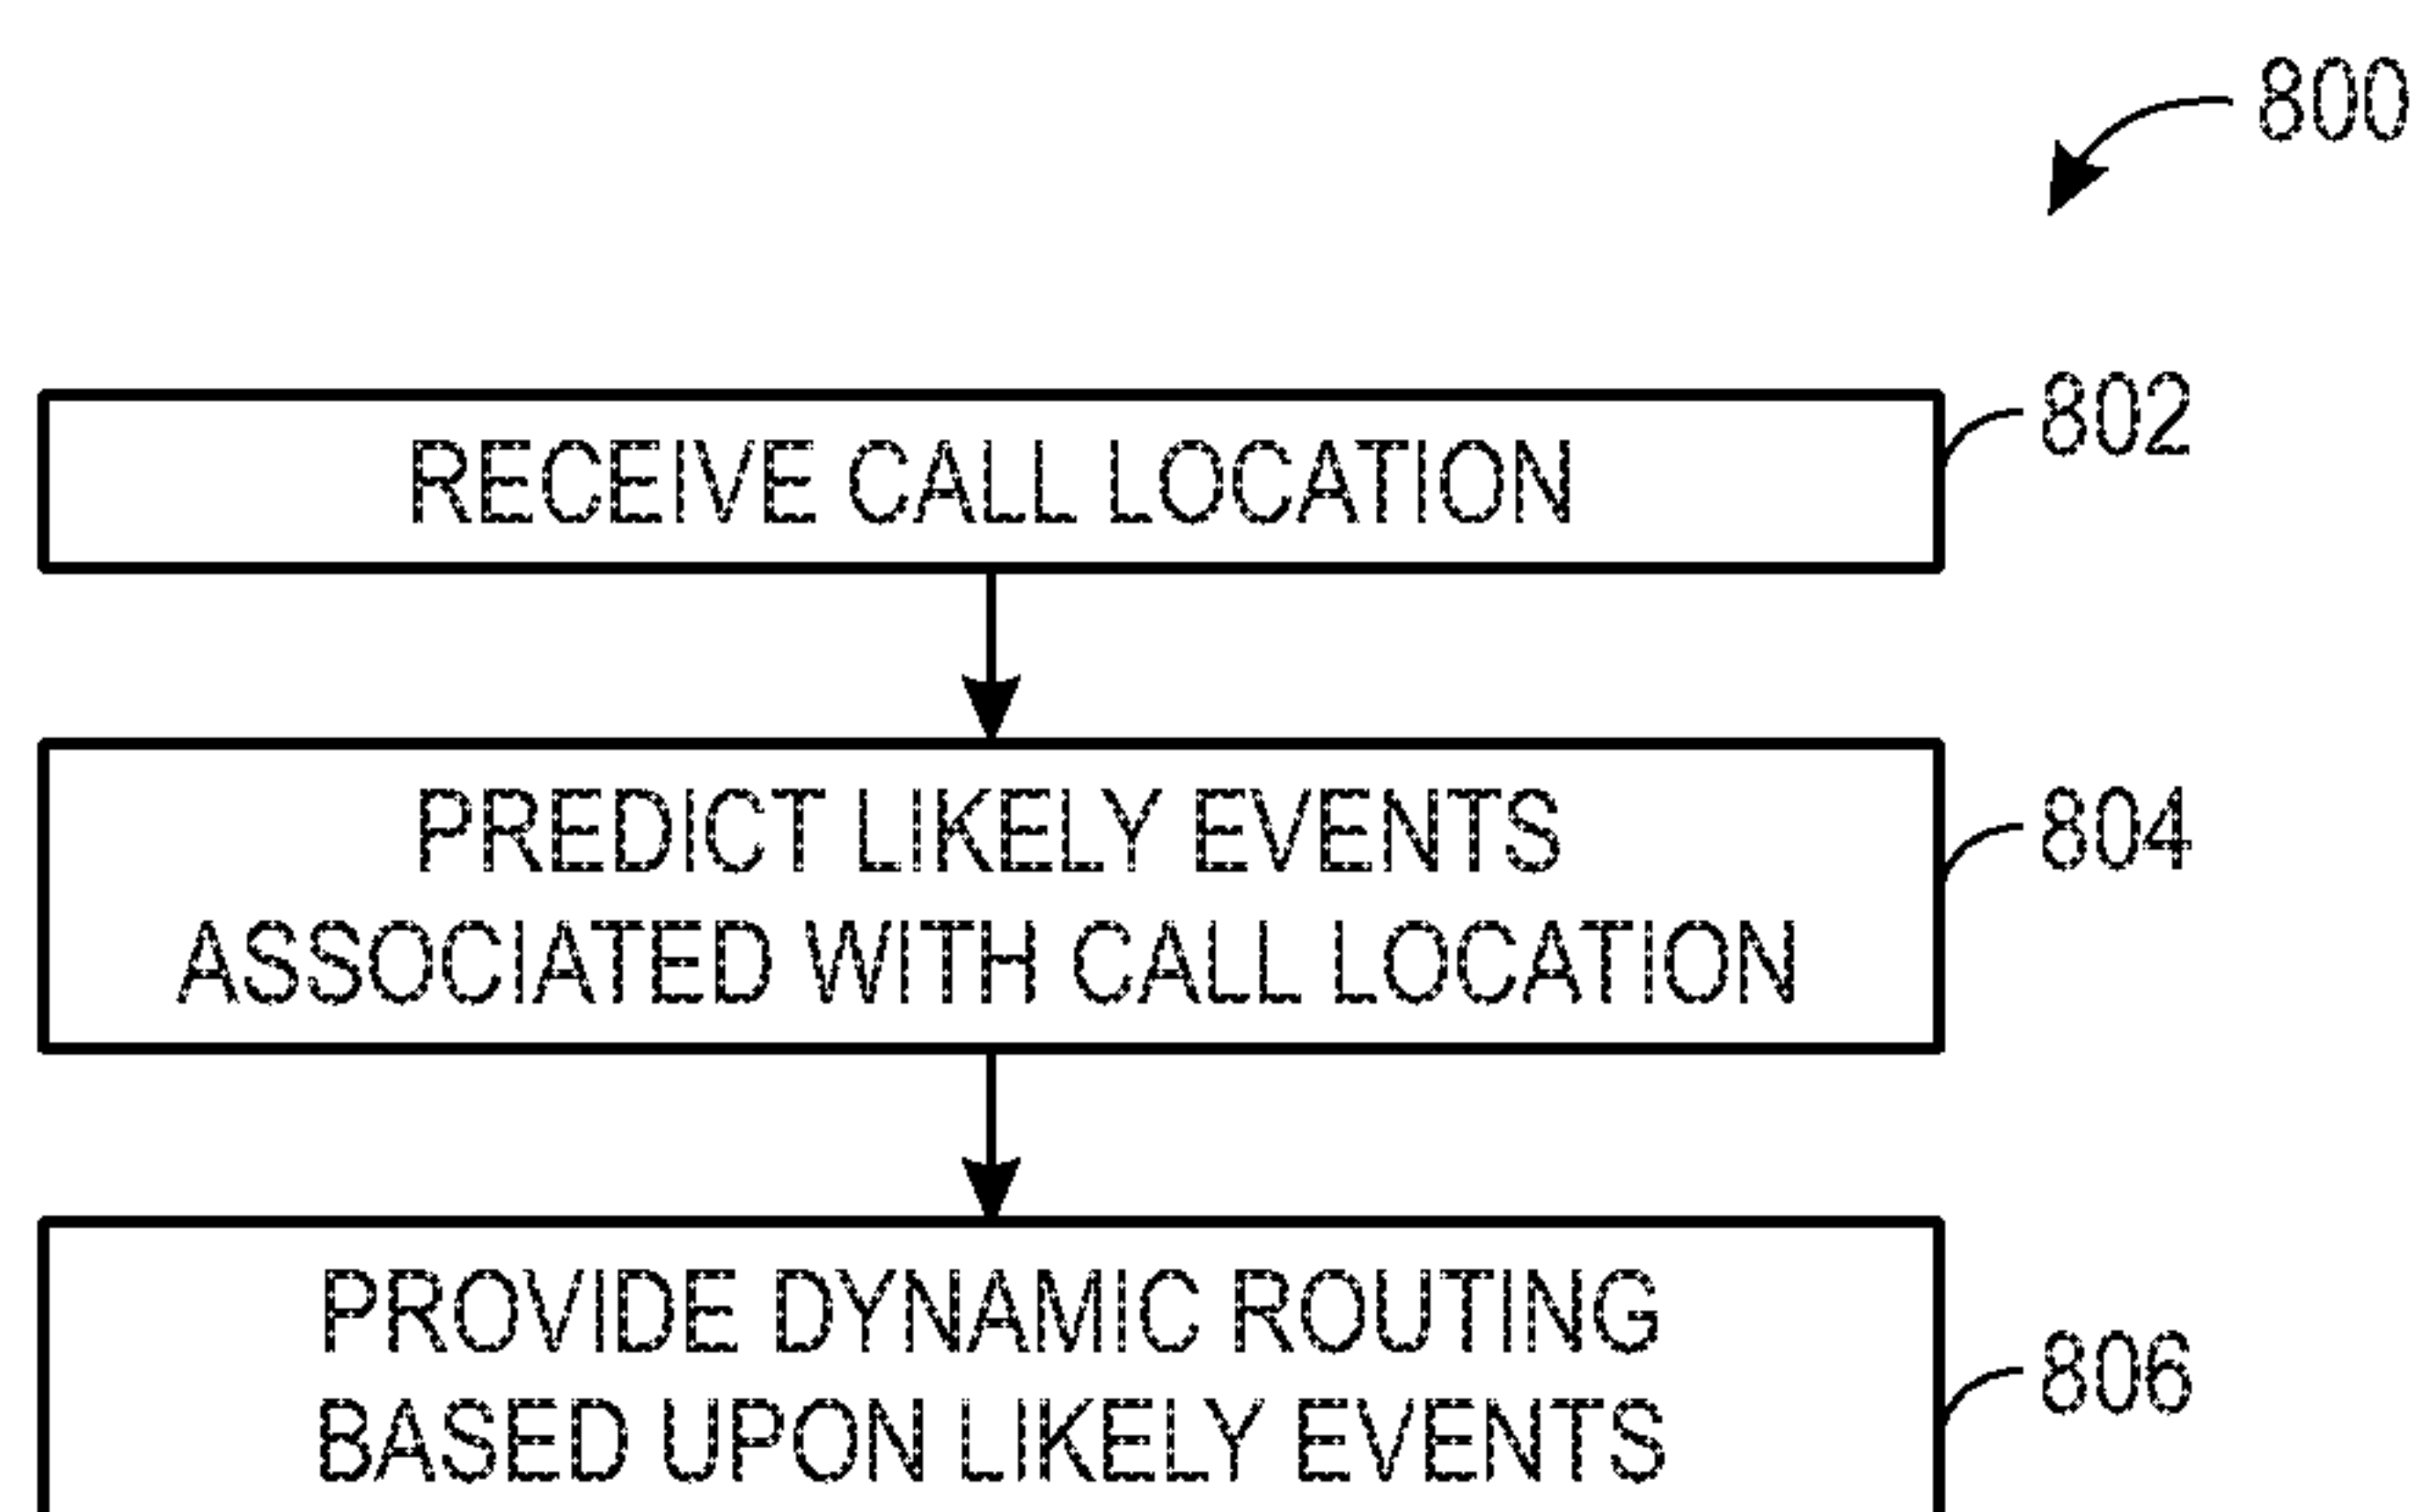 800
802
RECEIVE CALL LOCATION
PREDICT LIKELY EVENTS
804
ASSOCIATED WITH CALL LOCATION
PROVIDE DYNAMIC ROUTING
806
BASED UPON LIKELY EVENTS